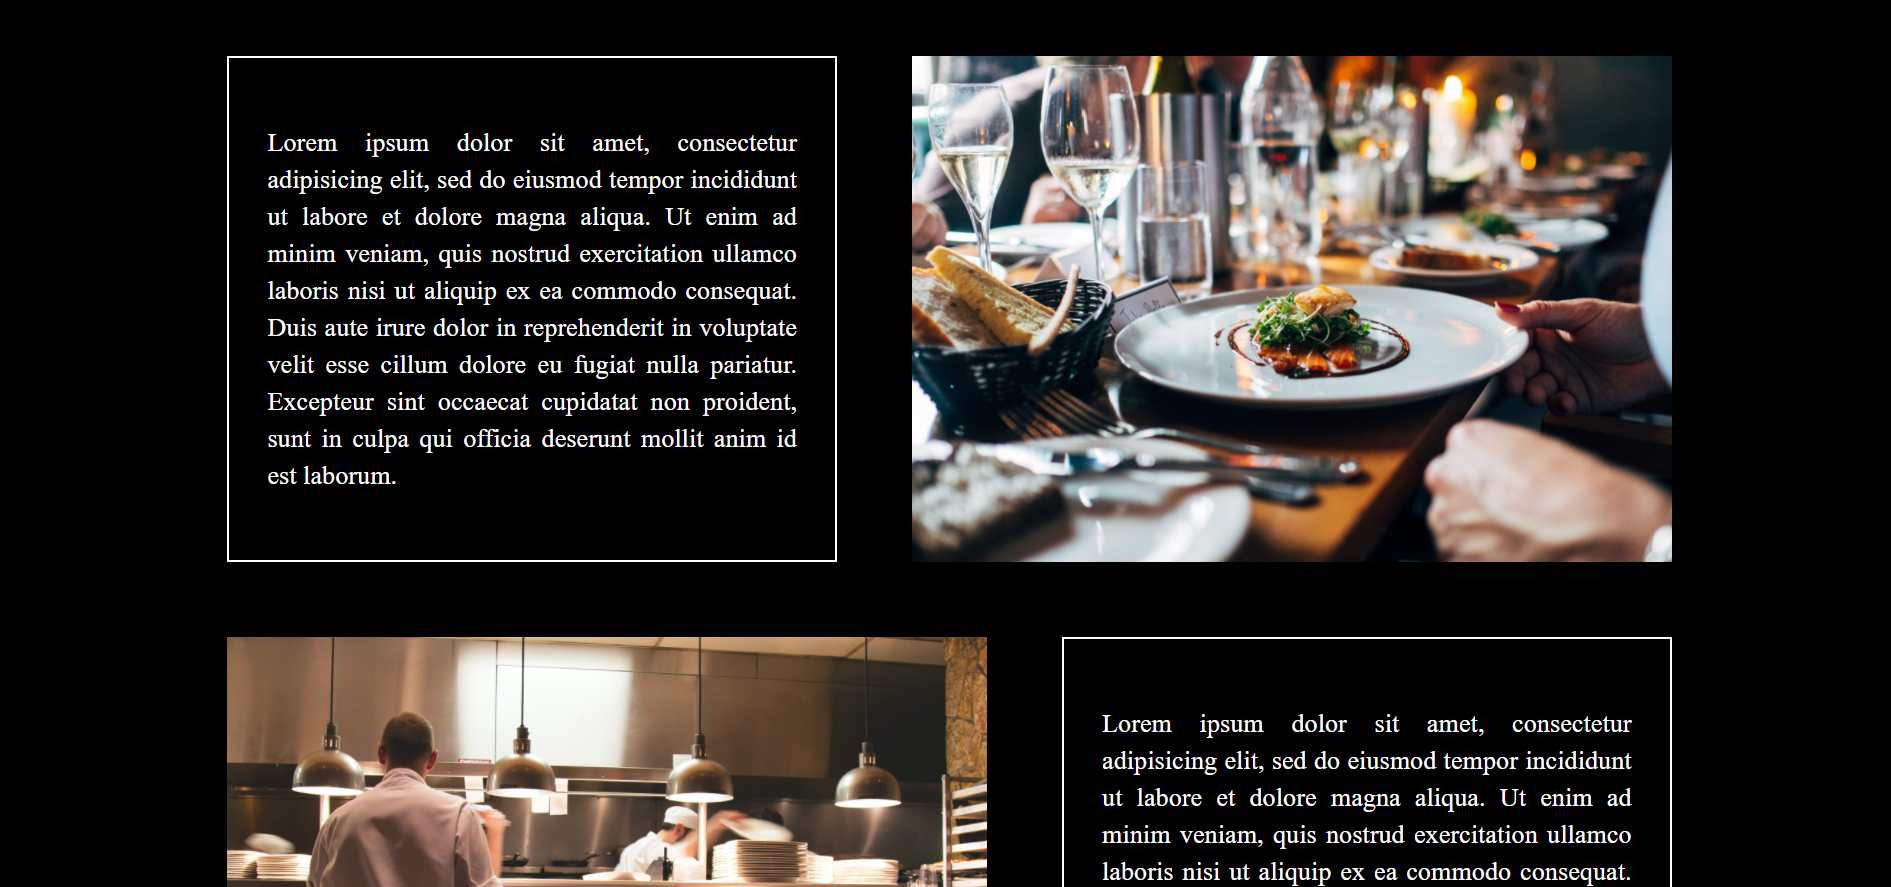 Lorem ipsum dolor sit amet, consectetur
adipisicing elit, sed do eiusmod tempor incididunt
ut labore et dolore magna aliqua. Ut enim ad
minim veniam, quis nostrud exercitation ullamco
laboris nisi ut aliquip ex ea commodo consequat.
Duis aute irure dolor in reprehenderit in voluptate
velit esse cillum dolore eu fugiat nulla pariatur.
Excepteur sint occaecat cupidatat non proident,
sunt in culpa qui officia deserunt mollit anim id
est laborum.
Lorem ipsum dolor sit amet, consectetur
adipisicing elit, sed do eiusmod tempor incididunt
ut labore et dolore magna aliqua. Ut enim ad
minim veniam, quis nostrud exercitation ullamco
laboris nisi ut aliquip ex ea commodo consequat.